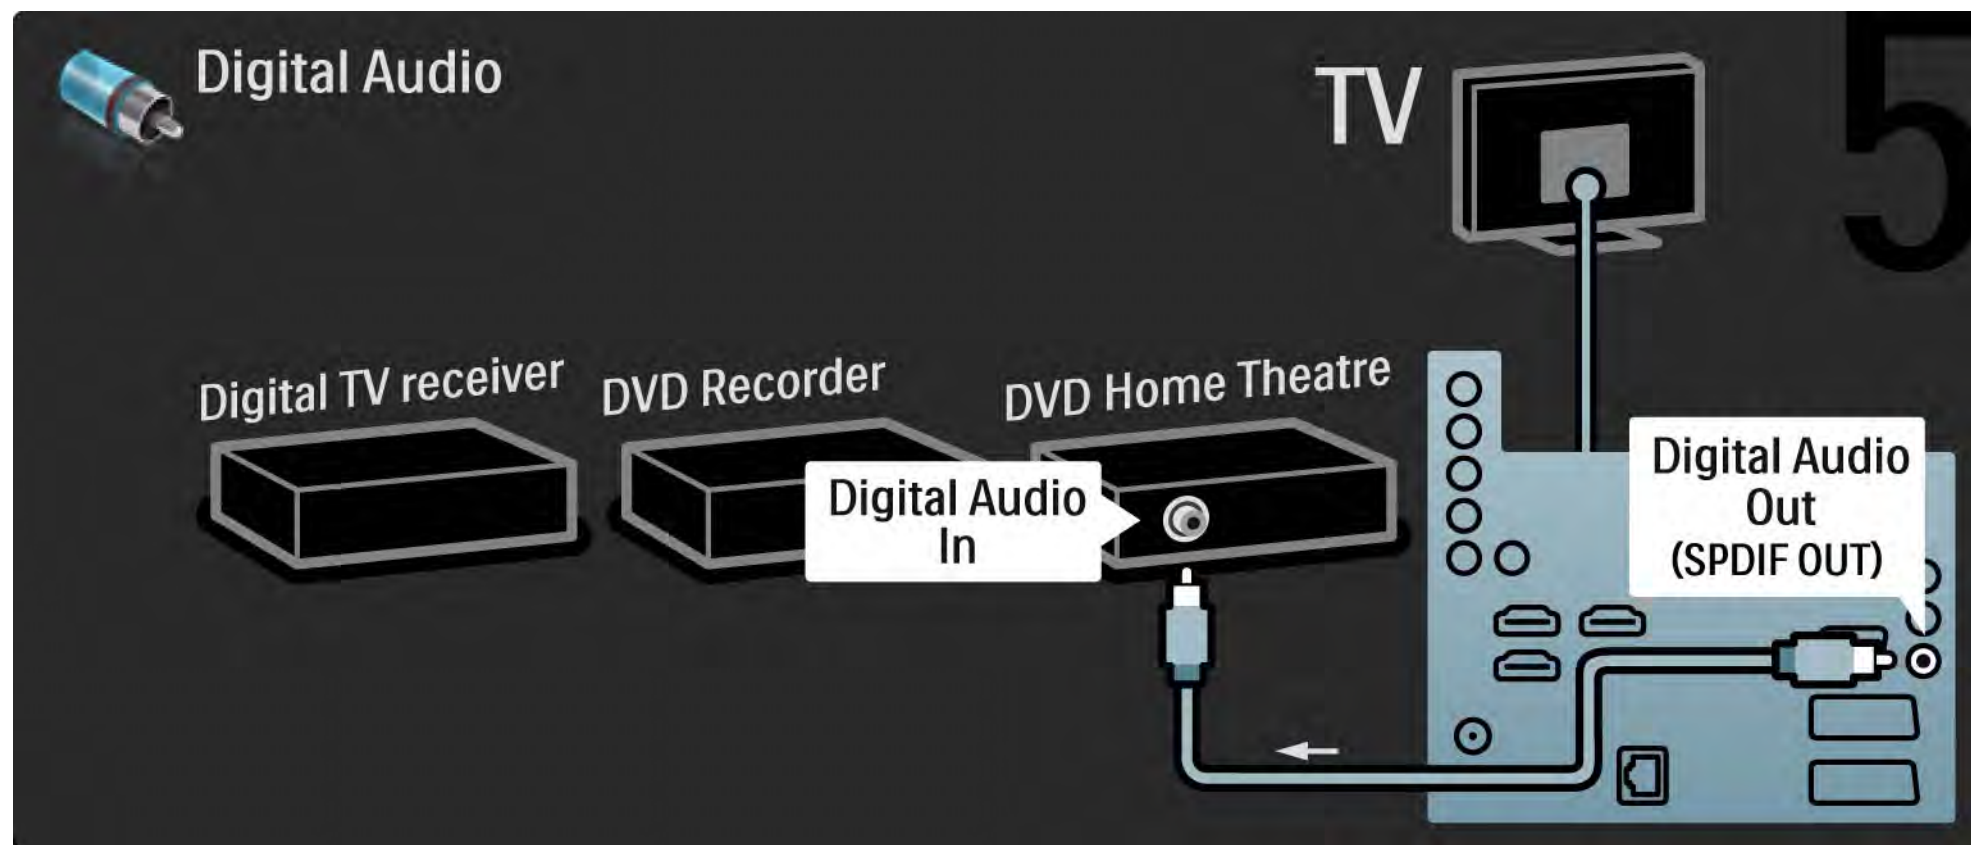 Digital Audio
TV
5
Digital TV receiver
DVD Recorder
DVD Home Theatre
Digital Audio
In
Digital Audio
Out
(SPDIF OUT)